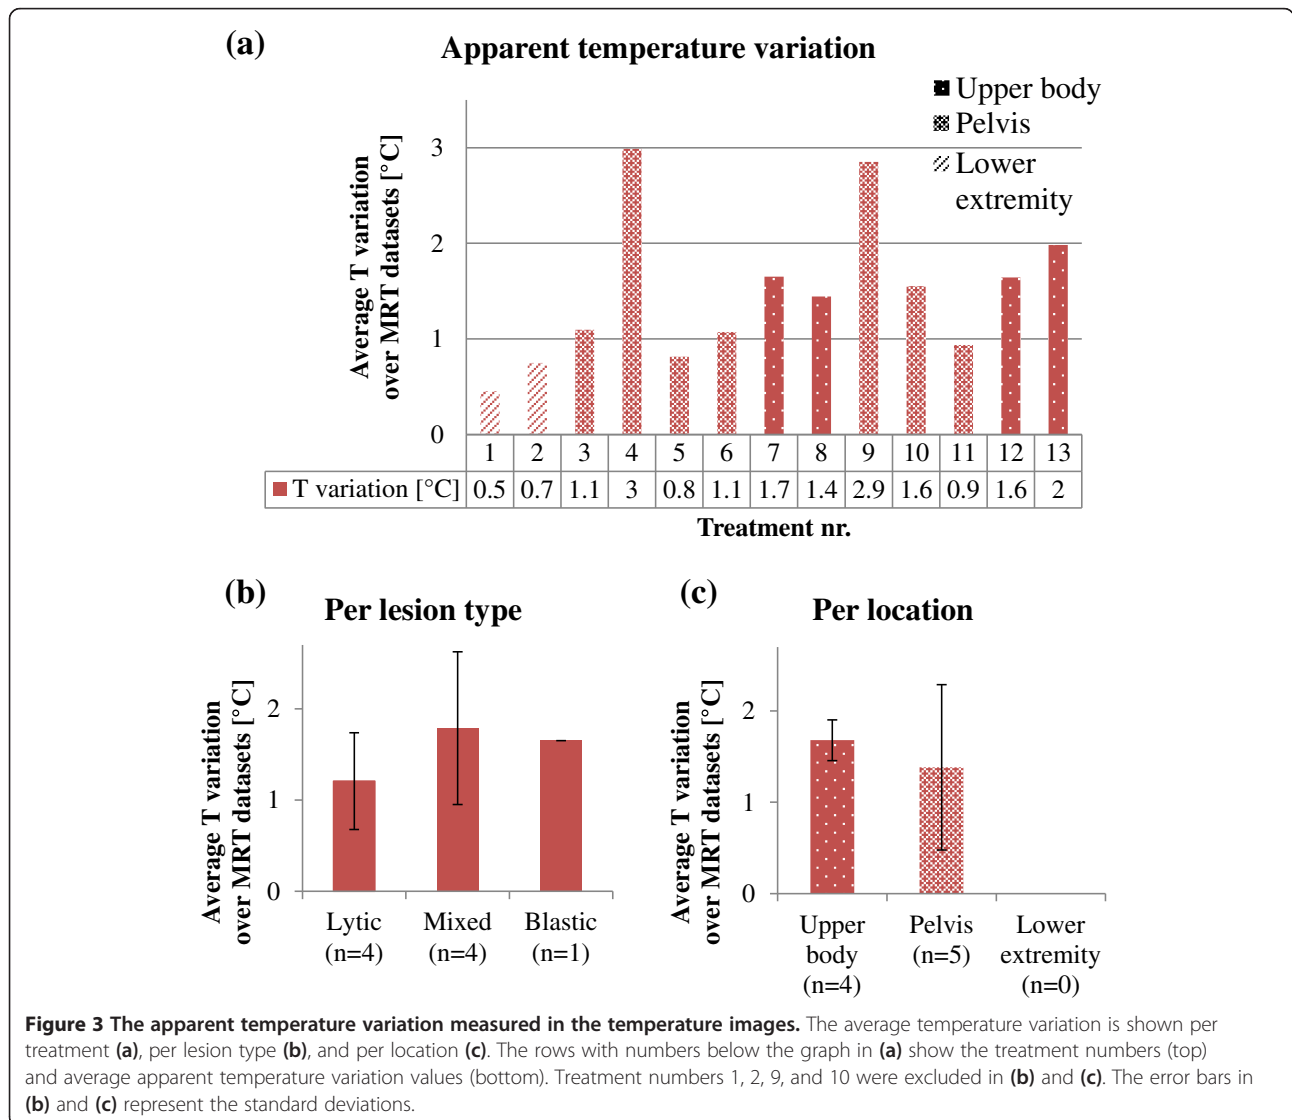 (a) Apparent temperature variation
Upper body
Pelvis
Lower
extremity
Average T variation
over MRT datasets [°C]
3
2
1
0
1 2 3 4 5 6 7 8 9 10 11 12 13
T variation [°C] 0.5 0.7 1.1 3 0.8 1.1 1.7 1.4 2.9 1.6 0.9 1.6 2
Treatment nr.
(b) Per lesion type
Average T variation
over MRT datasets [°C]
2
1
0
Lytic Mixed Blastic
(n=4) (n=4) (n=1)
(c) Per location
Average T variation
over MRT datasets [°C]
2
1
0
Upper Pelvis Lower
body (n=5) extremity
(n=4) (n=0)
Figure 3 The apparent temperature variation measured in the temperature images. The average temperature variation is shown per
treatment (a), per lesion type (b), and per location (c). The rows with numbers below the graph in (a) show the treatment numbers (top)
and average apparent temperature variation values (bottom). Treatment numbers 1, 2, 9, and 10 were excluded in (b) and (c). The error bars in
(b) and (c) represent the standard deviations.